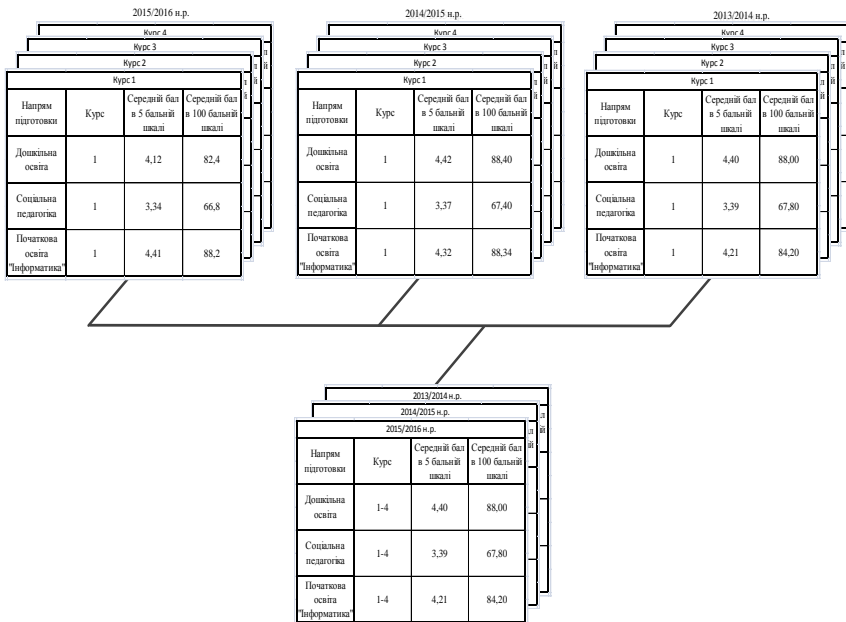 2015/2016 н.р.
Курс 4
Курс 3
Курс 2
Курс 1
Напрям
підготовки
Курс
Середній бал
в 5 бальній
шкалі
Середній бал
в 100 бальній
шкалі
Дошкільна
освіта
1
4,12
82,4
Соціальна
педагогіка
1
3,34
66,8
Початкова
освіта
"Інформатика"
1
4,41
88,2
2014/2015 н.р.
Курс 4
Курс 3
Курс 2
Курс 1
Напрям
підготовки
Курс
Середній бал
в 5 бальній
шкалі
Середній бал
в 100 бальній
шкалі
Дошкільна
освіта
1
4,42
88,40
Соціальна
педагогіка
1
3,37
67,40
Початкова
освіта
"Інформатика"
1
4,32
88,34
2013/2014 н.р.
Курс 4
Курс 3
Курс 2
Курс 1
Напрям
підготовки
Курс
Середній бал
в 5 бальній
шкалі
Середній бал
в 100 бальній
шкалі
Дошкільна
освіта
1
4,40
88,00
Соціальна
педагогіка
1
3,39
67,80
Початкова
освіта
"Інформатика"
1
4,21
84,20
2013/2014 н.р.
2014/2015 н.р.
2015/2016 н.р.
Напрям
підготовки
Курс
Середній бал
в 5 бальній
шкалі
Середній бал
в 100 бальній
шкалі
Дошкільна
освіта
1-4
4,40
88,00
Соціальна
педагогіка
1-4
3,39
67,80
Початкова
освіта
"Інформатика"
1-4
4,21
84,20